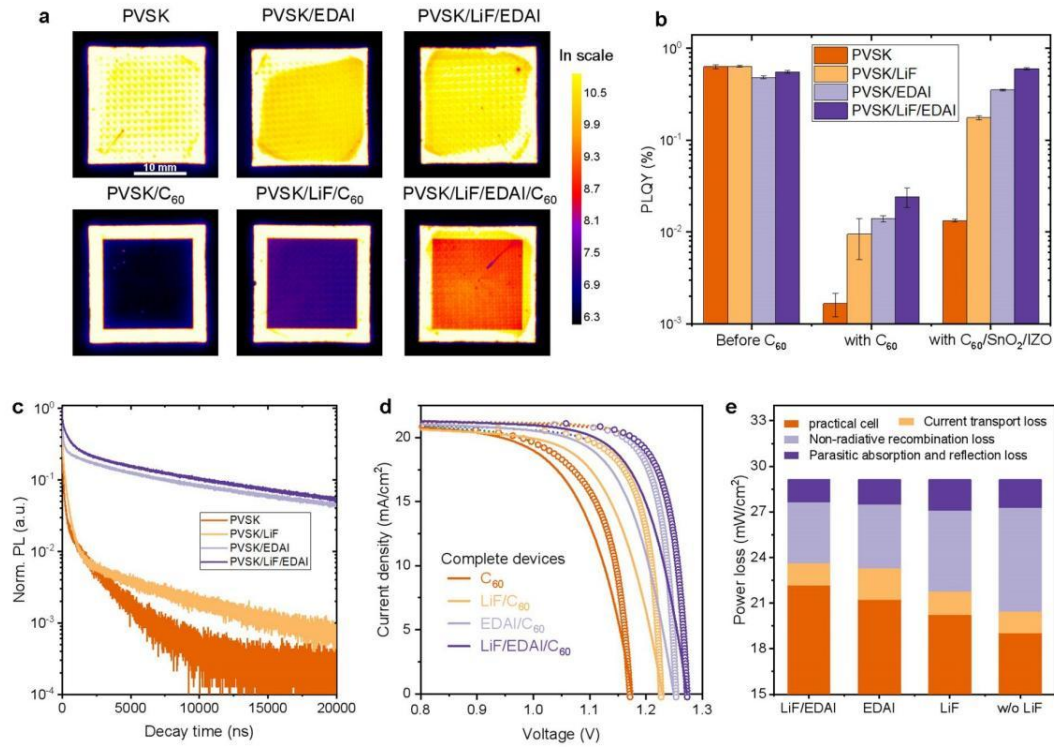 a
PVSK
PVSK/EDAI
PVSK/LiF/EDAI
ln scale
10.5
9.9
9.3
8.7
8.1
7.5
6.9
6.3
10 mm
PVSK/C₆₀
PVSK/LiF/C₆₀
PVSK/LiF/EDAI/C₆₀
b
PVSK
PVSK/LiF
PVSK/EDAI
PVSK/LiF/EDAI
PLQY (%)
10⁰
10⁻¹
10⁻²
10⁻³
Before C₆₀
with C₆₀
with C₆₀/SnO₂/IZO
c
Norm. PL (a.u.)
10⁰
10⁻¹
10⁻²
10⁻³
10⁻⁴
PVSK
PVSK/LiF
PVSK/EDAI
PVSK/LiF/EDAI
0 5000 10000 15000 20000
Decay time (ns)
d
Current density (mA/cm²)
20
15
10
5
0
Complete devices
C₆₀
LiF/C₆₀
EDAI/C₆₀
LiF/EDAI/C₆₀
0.8 0.9 1.0 1.1 1.2 1.3
Voltage (V)
e
practical cell
Current transport loss
Non-radiative recombination loss
Parasitic absorption and reflection loss
Power loss (mW/cm²)
33
30
27
24
21
18
15
LiF/EDAI EDAI LiF w/o LiF